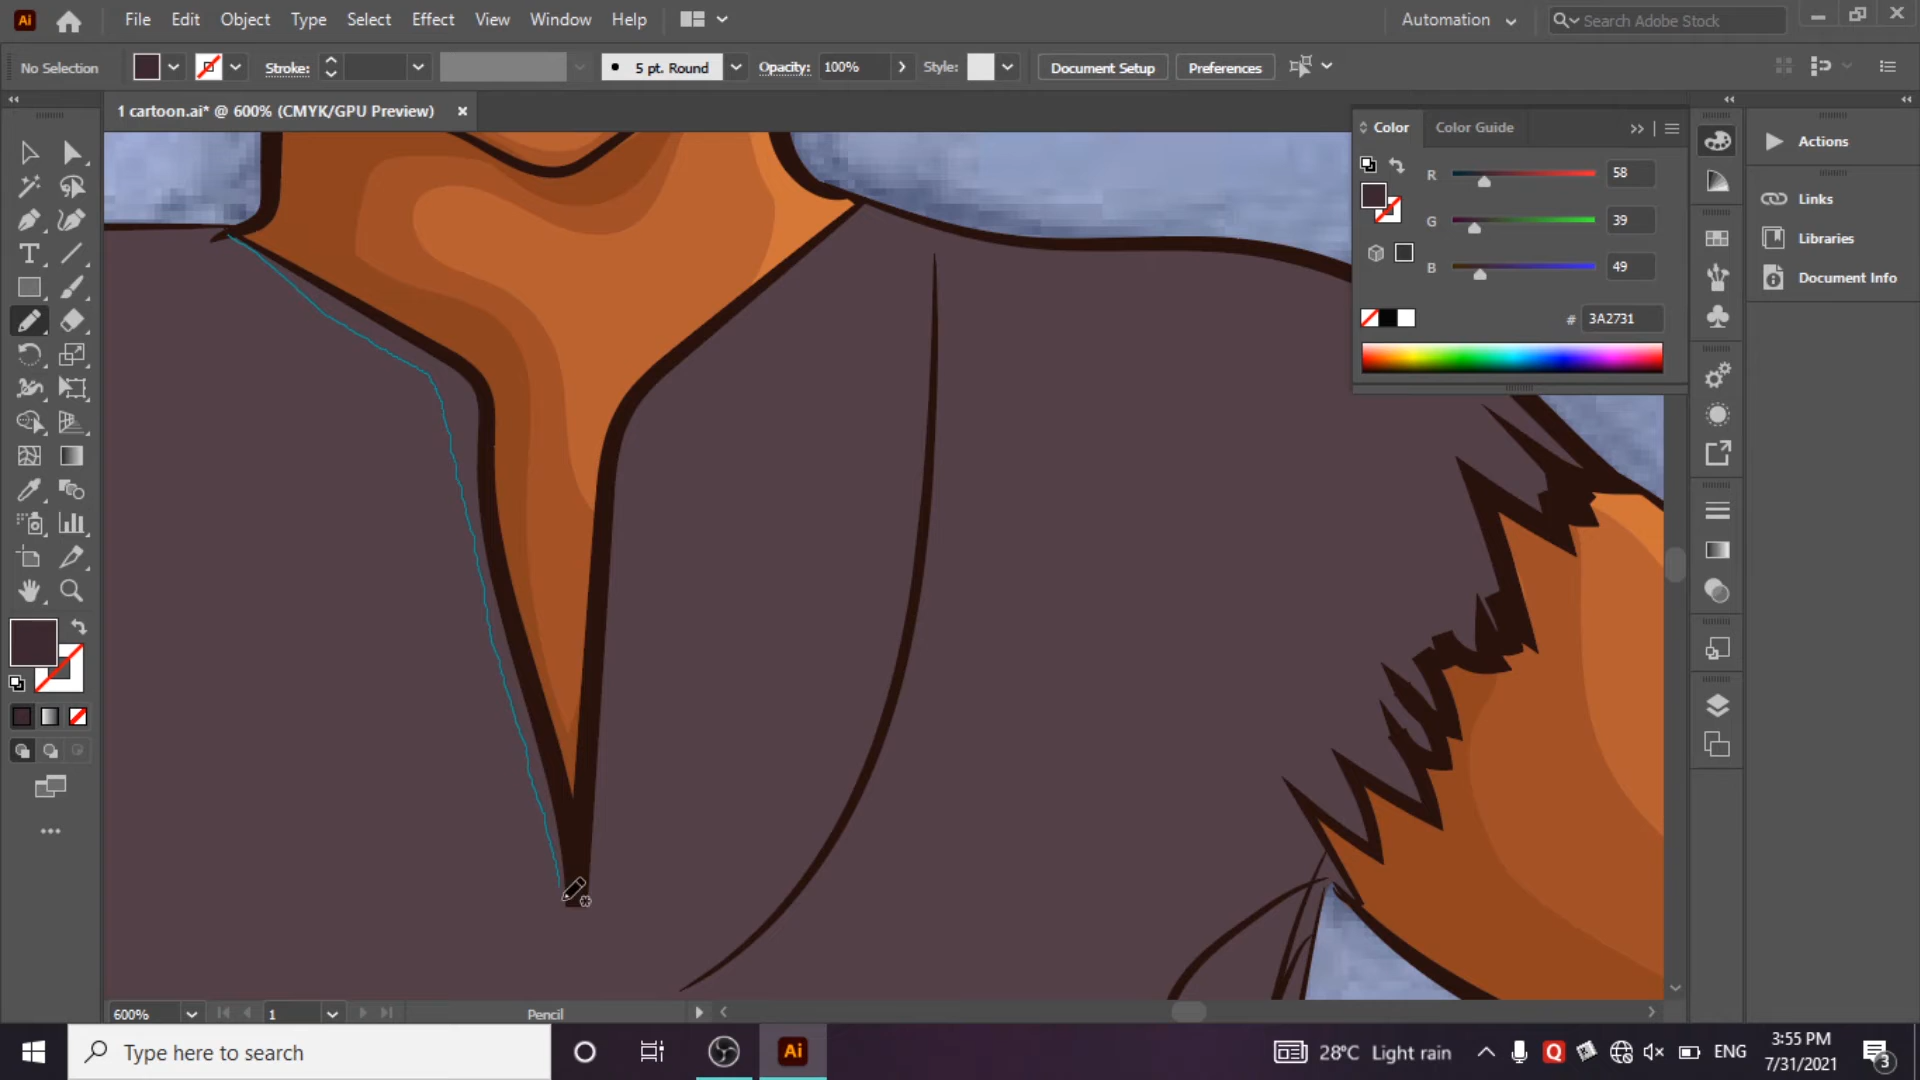 Ai File Edit Object Type Select Effect View Window Help Automation Search Adobe Stock
No Selection Stroke: 5 pt. Round Opacity: 100% Style: Document Setup Preferences
1 cartoon.ai* @ 600% (CMYK/GPU Preview)
Color Color Guide
R 58
G 39
B 49
# 3A2731
Actions
Links
Libraries
Document Info
600% 1 Pencil
Type here to search Ai 28°C Light rain Q ENG 3:55 PM
7/31/2021 3